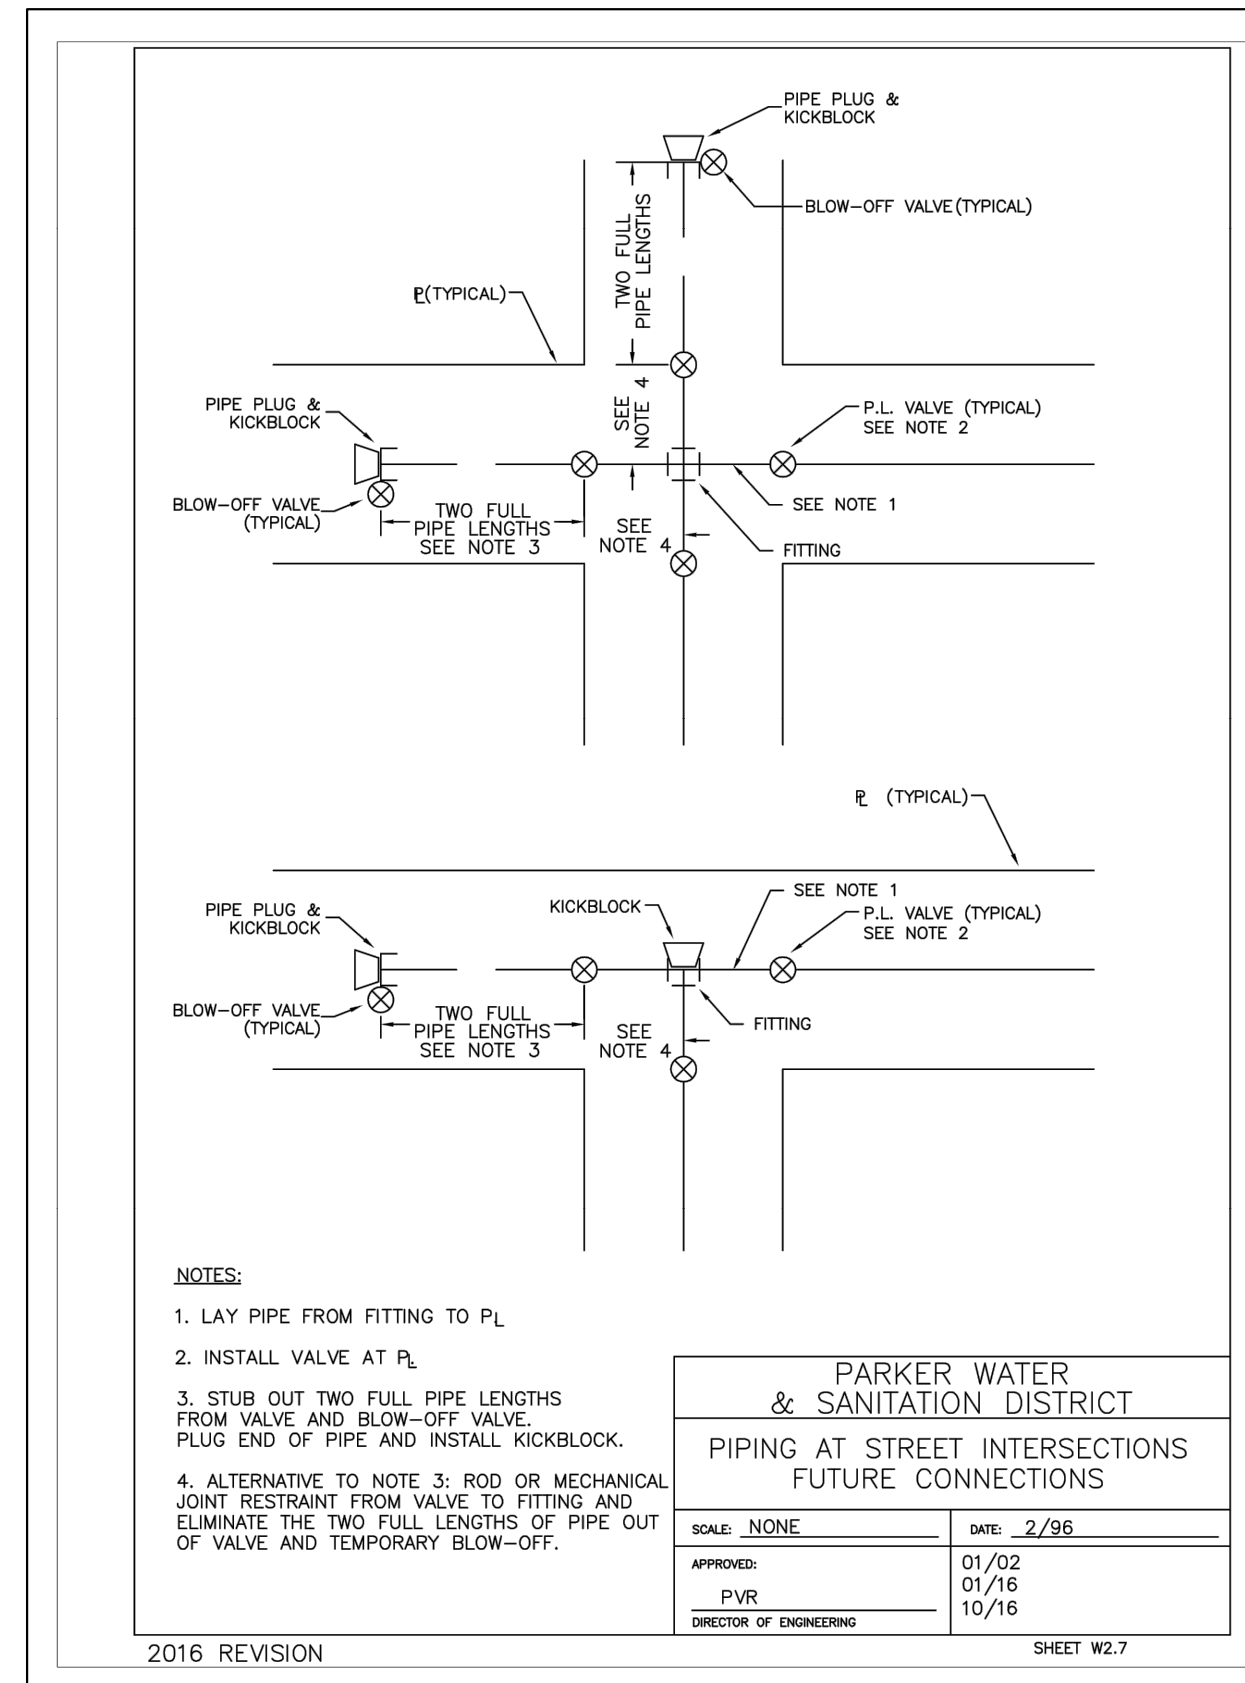 PIPE PLUG &
KICKBLOCK
BLOW-OFF VALVE (TYPICAL)
TWO FULL
PIPE LENGTHS
PL (TYPICAL)
SEE
NOTE 4
PIPE PLUG &
KICKBLOCK
P.L. VALVE (TYPICAL)
SEE NOTE 2
BLOW-OFF VALVE
(TYPICAL)
TWO FULL
PIPE LENGTHS
SEE NOTE 3
SEE
NOTE 4
SEE NOTE 1
FITTING
PL (TYPICAL)
PIPE PLUG &
KICKBLOCK
KICKBLOCK
SEE NOTE 1
P.L. VALVE (TYPICAL)
SEE NOTE 2
BLOW-OFF VALVE
(TYPICAL)
TWO FULL
PIPE LENGTHS
SEE NOTE 3
SEE
NOTE 4
FITTING
NOTES:
1. LAY PIPE FROM FITTING TO PL
2. INSTALL VALVE AT PL.
3. STUB OUT TWO FULL PIPE LENGTHS
FROM VALVE AND BLOW-OFF VALVE.
PLUG END OF PIPE AND INSTALL KICKBLOCK.
4. ALTERNATIVE TO NOTE 3: ROD OR MECHANICAL
JOINT RESTRAINT FROM VALVE TO FITTING AND
ELIMINATE THE TWO FULL LENGTHS OF PIPE OUT
OF VALVE AND TEMPORARY BLOW-OFF.
PARKER WATER
& SANITATION DISTRICT
PIPING AT STREET INTERSECTIONS
FUTURE CONNECTIONS
SCALE: NONE
DATE: 2/96
APPROVED:
PVR
DIRECTOR OF ENGINEERING
01/02
01/16
10/16
2016 REVISION
SHEET W2.7